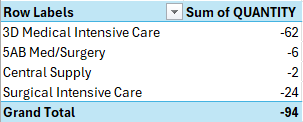 Row Labels Sum of QUANTITY
3D Medical Intensive Care -62
5AB Med/Surgery -6
Central Supply -2
Surgical Intensive Care -24
Grand Total -94